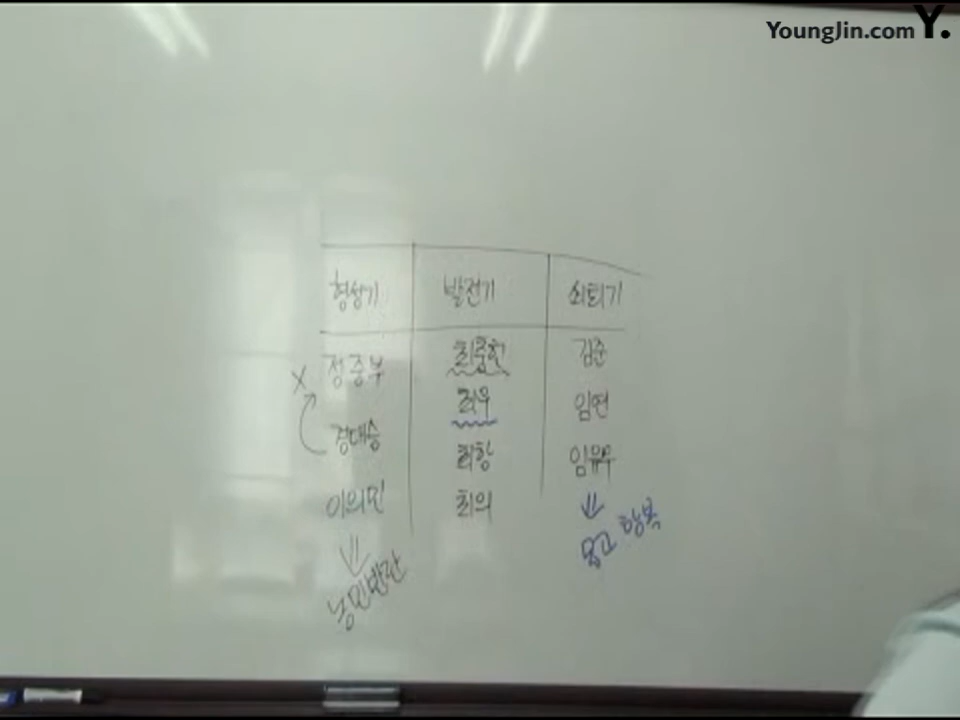 YoungJin.com Y.
형성기 발전기 쇠퇴기
정중부 최충헌 김준
X
경대승 최우 임연
이의민 최항 임유무
최의
농민반란
몽고 항복